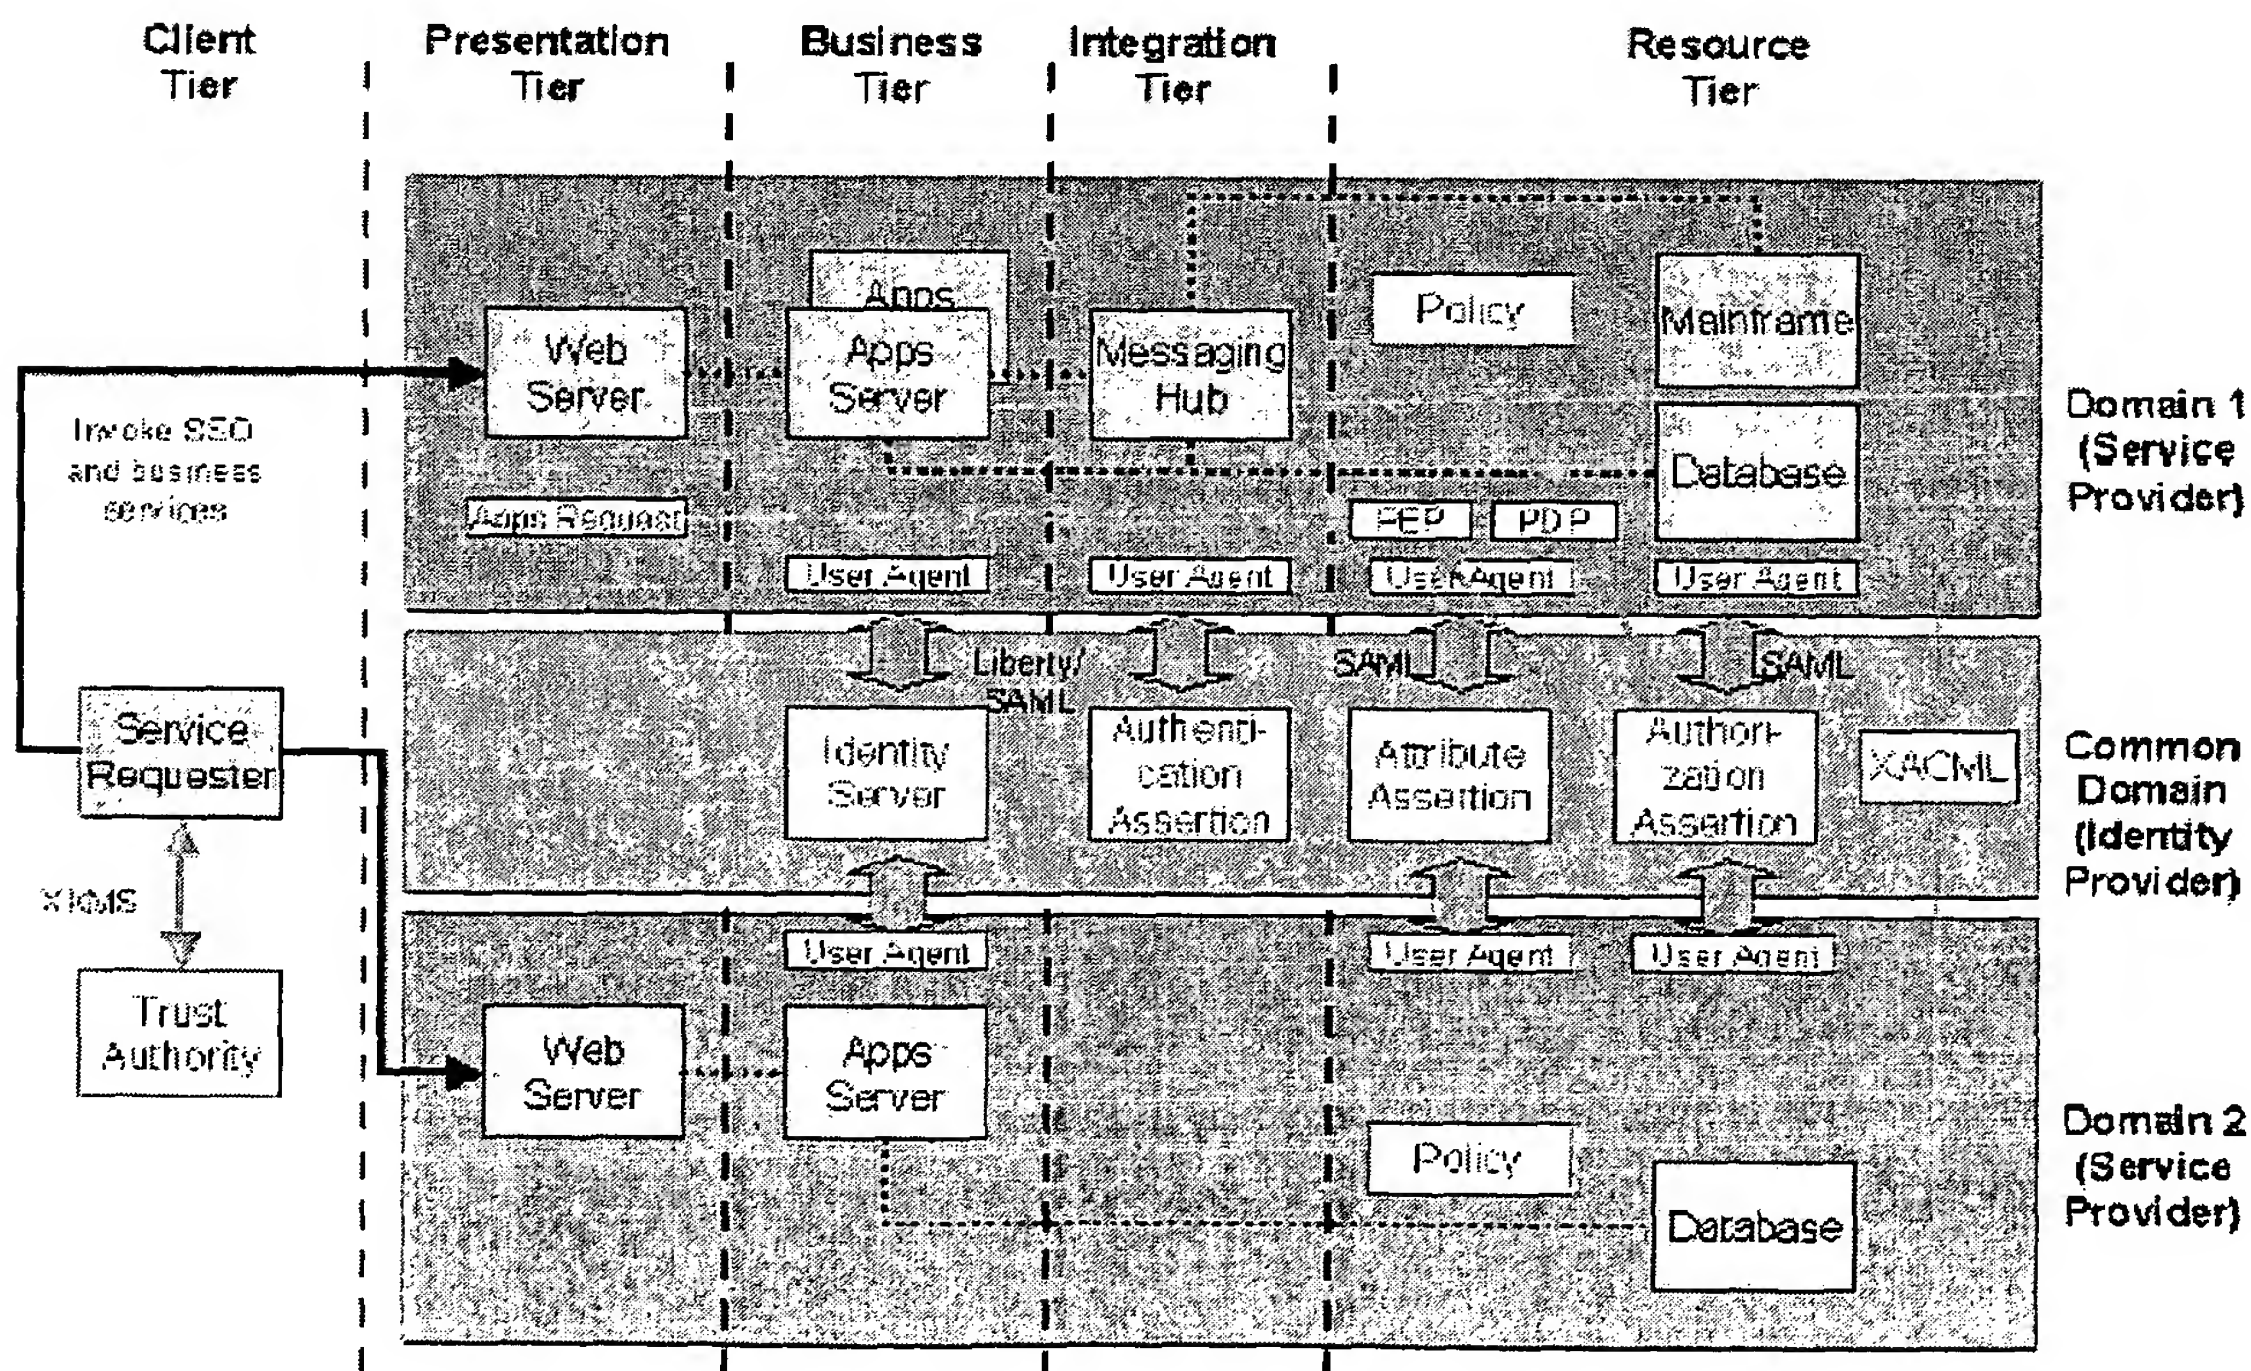 Client
Tier
Presentation
Tier
Business
Tier
Integration
Tier
Resource
Tier
Apps
Web
Server
Apps
Server
Messaging
Hub
Policy
Mainframe
Database
Invoke SSO
and business
services
Apps Request
PEP
PDP
User Agent
User Agent
User Agent
User Agent
Domain 1
(Service
Provider)
Liberty/
SAML
SAML
SAML
Service
Requester
Identity
Server
Authenti-
cation
Assertion
Attribute
Assertion
Authori-
zation
Assertion
XACML
Common
Domain
(Identity
Provider)
XKMS
Trust
Authority
User Agent
User Agent
User Agent
Web
Server
Apps
Server
Policy
Database
Domain 2
(Service
Provider)